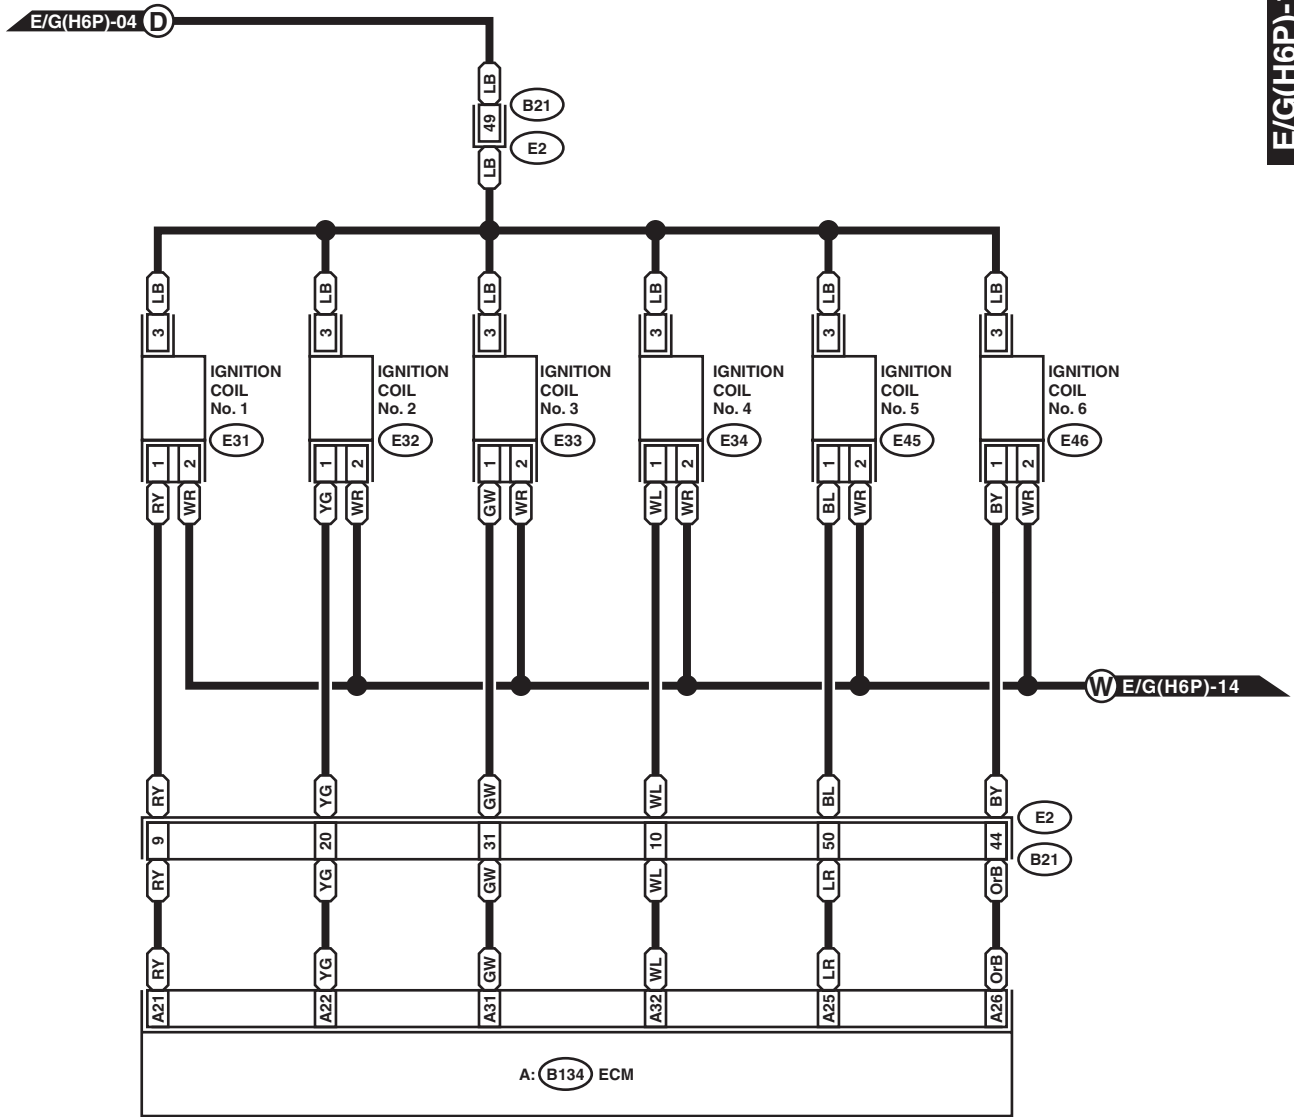 E/G(H6P)-04 D
E/G(H6P)-
LB
49
B21
E2
LB
LB LB LB LB LB LB
3 3 3 3 3 3
IGNITION
COIL
No. 1
E31
IGNITION
COIL
No. 2
E32
IGNITION
COIL
No. 3
E33
IGNITION
COIL
No. 4
E34
IGNITION
COIL
No. 5
E45
IGNITION
COIL
No. 6
E46
1 2 1 2 1 2 1 2 1 2 1 2
RY WR YG WR GW WR WL WR BL WR BY WR
W E/G(H6P)-14
RY YG GW WL BL BY
E2
9 20 31 10 50 44
B21
RY YG GW WL LR OrB
RY YG GW WL LR OrB
A21 A22 A31 A32 A25 A26
A: B134 ECM